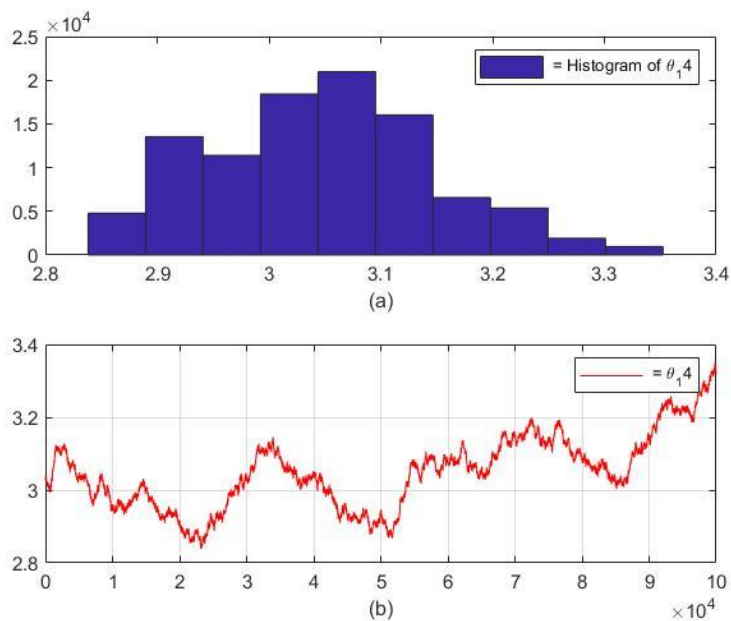 ×10⁴
2.5
2
1.5
1
0.5
0
= Histogram of θ₁4
2.8 2.9 3 3.1 3.2 3.3 3.4
(a)
3.4
3.2
3
2.8
= θ₁4
0 1 2 3 4 5 6 7 8 9 10
×10⁴
(b)